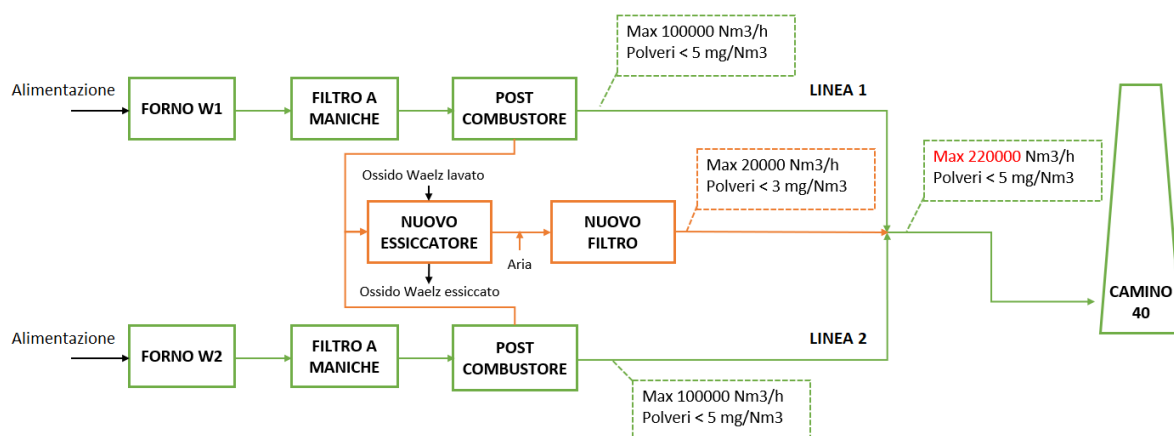 Max 100000 Nm3/h
Polveri < 5 mg/Nm3
Alimentazione
FORNO W1
FILTRO A
MANICHE
POST
COMBUSTORE
LINEA 1
Ossido Waelz lavato
NUOVO
ESSICCATORE
Aria
Ossido Waelz essiccato
NUOVO
FILTRO
Max 20000 Nm3/h
Polveri < 3 mg/Nm3
Max 220000 Nm3/h
Polveri < 5 mg/Nm3
CAMINO
40
Alimentazione
FORNO W2
FILTRO A
MANICHE
POST
COMBUSTORE
LINEA 2
Max 100000 Nm3/h
Polveri < 5 mg/Nm3